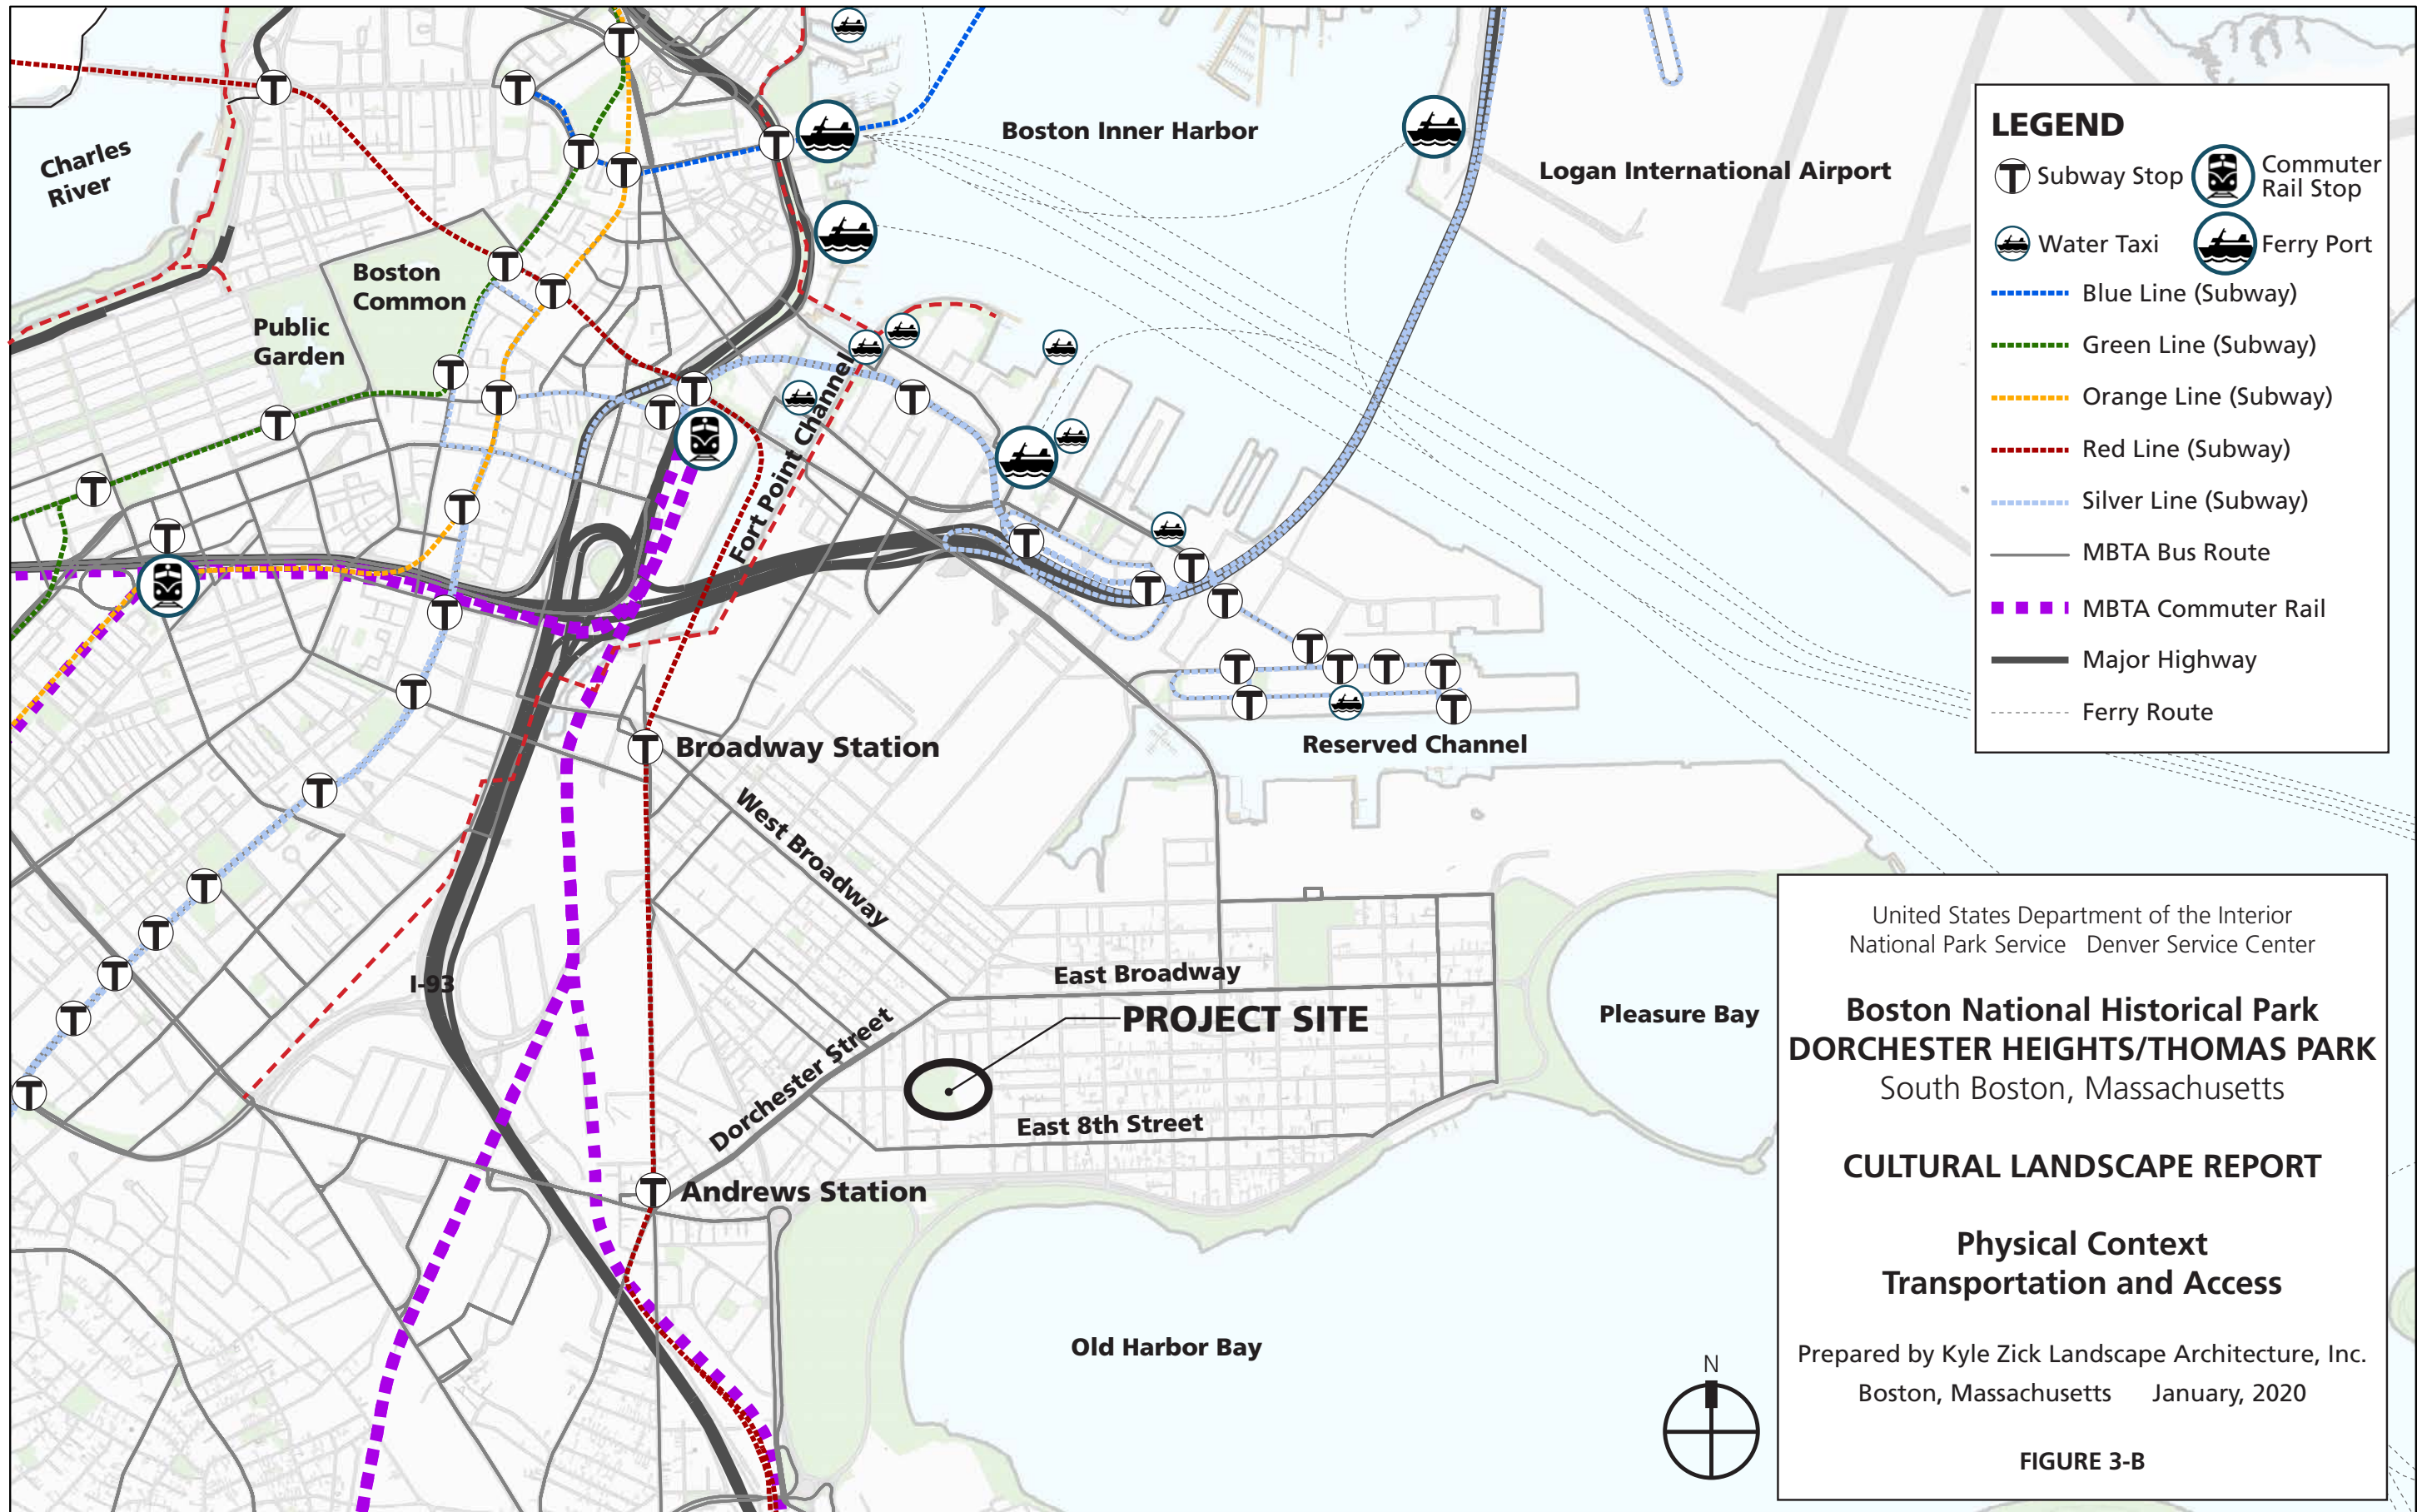 Charles
River
Boston
Common
Public
Garden
Boston Inner Harbor
Logan International Airport
Fort Point Channel
Broadway Station
West Broadway
Reserved Channel
I-93
East Broadway
PROJECT SITE
Dorchester Street
East 8th Street
Andrews Station
Pleasure Bay
Old Harbor Bay
N
LEGEND
T Subway Stop
Commuter
Rail Stop
Water Taxi
Ferry Port
Blue Line (Subway)
Green Line (Subway)
Orange Line (Subway)
Red Line (Subway)
Silver Line (Subway)
MBTA Bus Route
MBTA Commuter Rail
Major Highway
Ferry Route
United States Department of the Interior
National Park Service Denver Service Center
Boston National Historical Park
DORCHESTER HEIGHTS/THOMAS PARK
South Boston, Massachusetts
CULTURAL LANDSCAPE REPORT
Physical Context
Transportation and Access
Prepared by Kyle Zick Landscape Architecture, Inc.
Boston, Massachusetts January, 2020
FIGURE 3-B